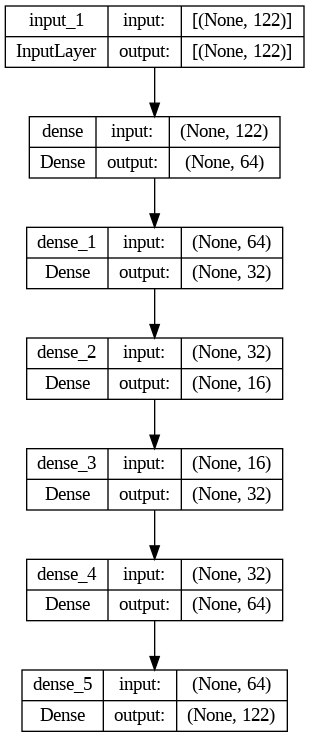 input_1 input: [(None, 122)]
InputLayer output: [(None, 122)]
dense input: (None, 122)
Dense output: (None, 64)
dense_1 input: (None, 64)
Dense output: (None, 32)
dense_2 input: (None, 32)
Dense output: (None, 16)
dense_3 input: (None, 16)
Dense output: (None, 32)
dense_4 input: (None, 32)
Dense output: (None, 64)
dense_5 input: (None, 64)
Dense output: (None, 122)